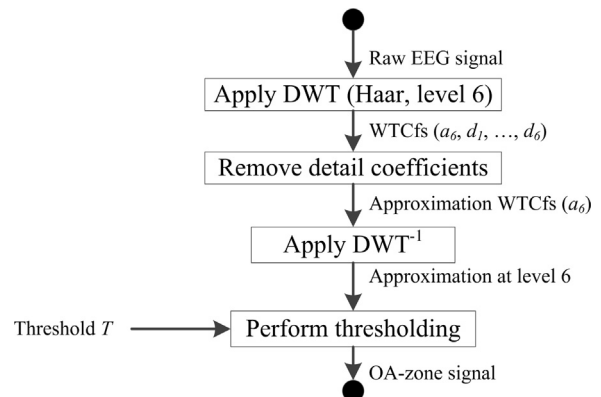 Raw EEG signal
Apply DWT (Haar, level 6)
WTCfs (a₆, d₁, …, d₆)
Remove detail coefficients
Approximation WTCfs (a₆)
Apply DWT⁻¹
Approximation at level 6
Threshold T
Perform thresholding
OA-zone signal